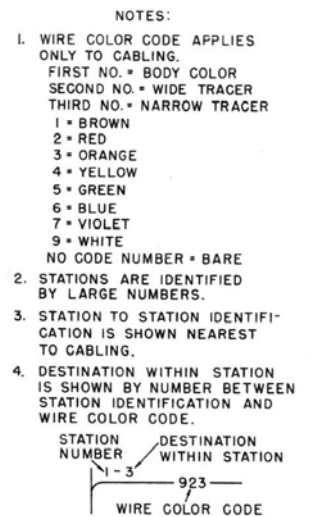 NOTES:
1. WIRE COLOR CODE APPLIES
ONLY TO CABLING.
FIRST NO. = BODY COLOR
SECOND NO. = WIDE TRACER
THIRD NO. = NARROW TRACER
1 = BROWN
2 = RED
3 = ORANGE
4 = YELLOW
5 = GREEN
6 = BLUE
7 = VIOLET
9 = WHITE
NO CODE NUMBER = BARE
2. STATIONS ARE IDENTIFIED
BY LARGE NUMBERS.
3. STATION TO STATION IDENTIFI-
CATION IS SHOWN NEAREST
TO CABLING.
4. DESTINATION WITHIN STATION
IS SHOWN BY NUMBER BETWEEN
STATION IDENTIFICATION AND
WIRE COLOR CODE.
STATION DESTINATION
NUMBER WITHIN STATION
1-3
923
WIRE COLOR CODE